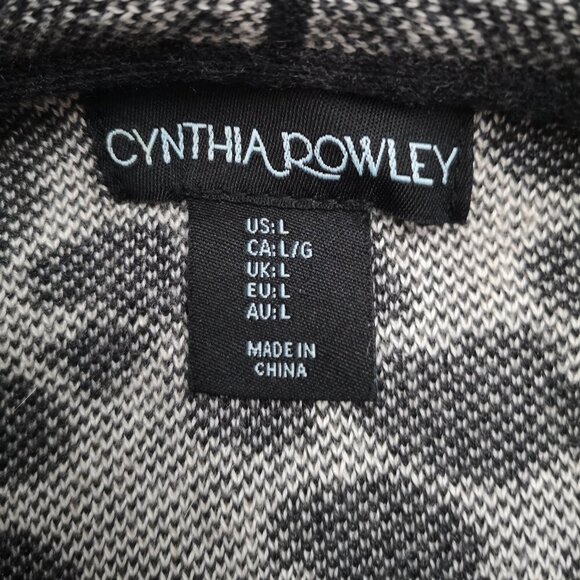 CYNTHIA ROWLEY
US: L
CA: L/G
UK: L
EU: L
AU: L
MADE IN
CHINA